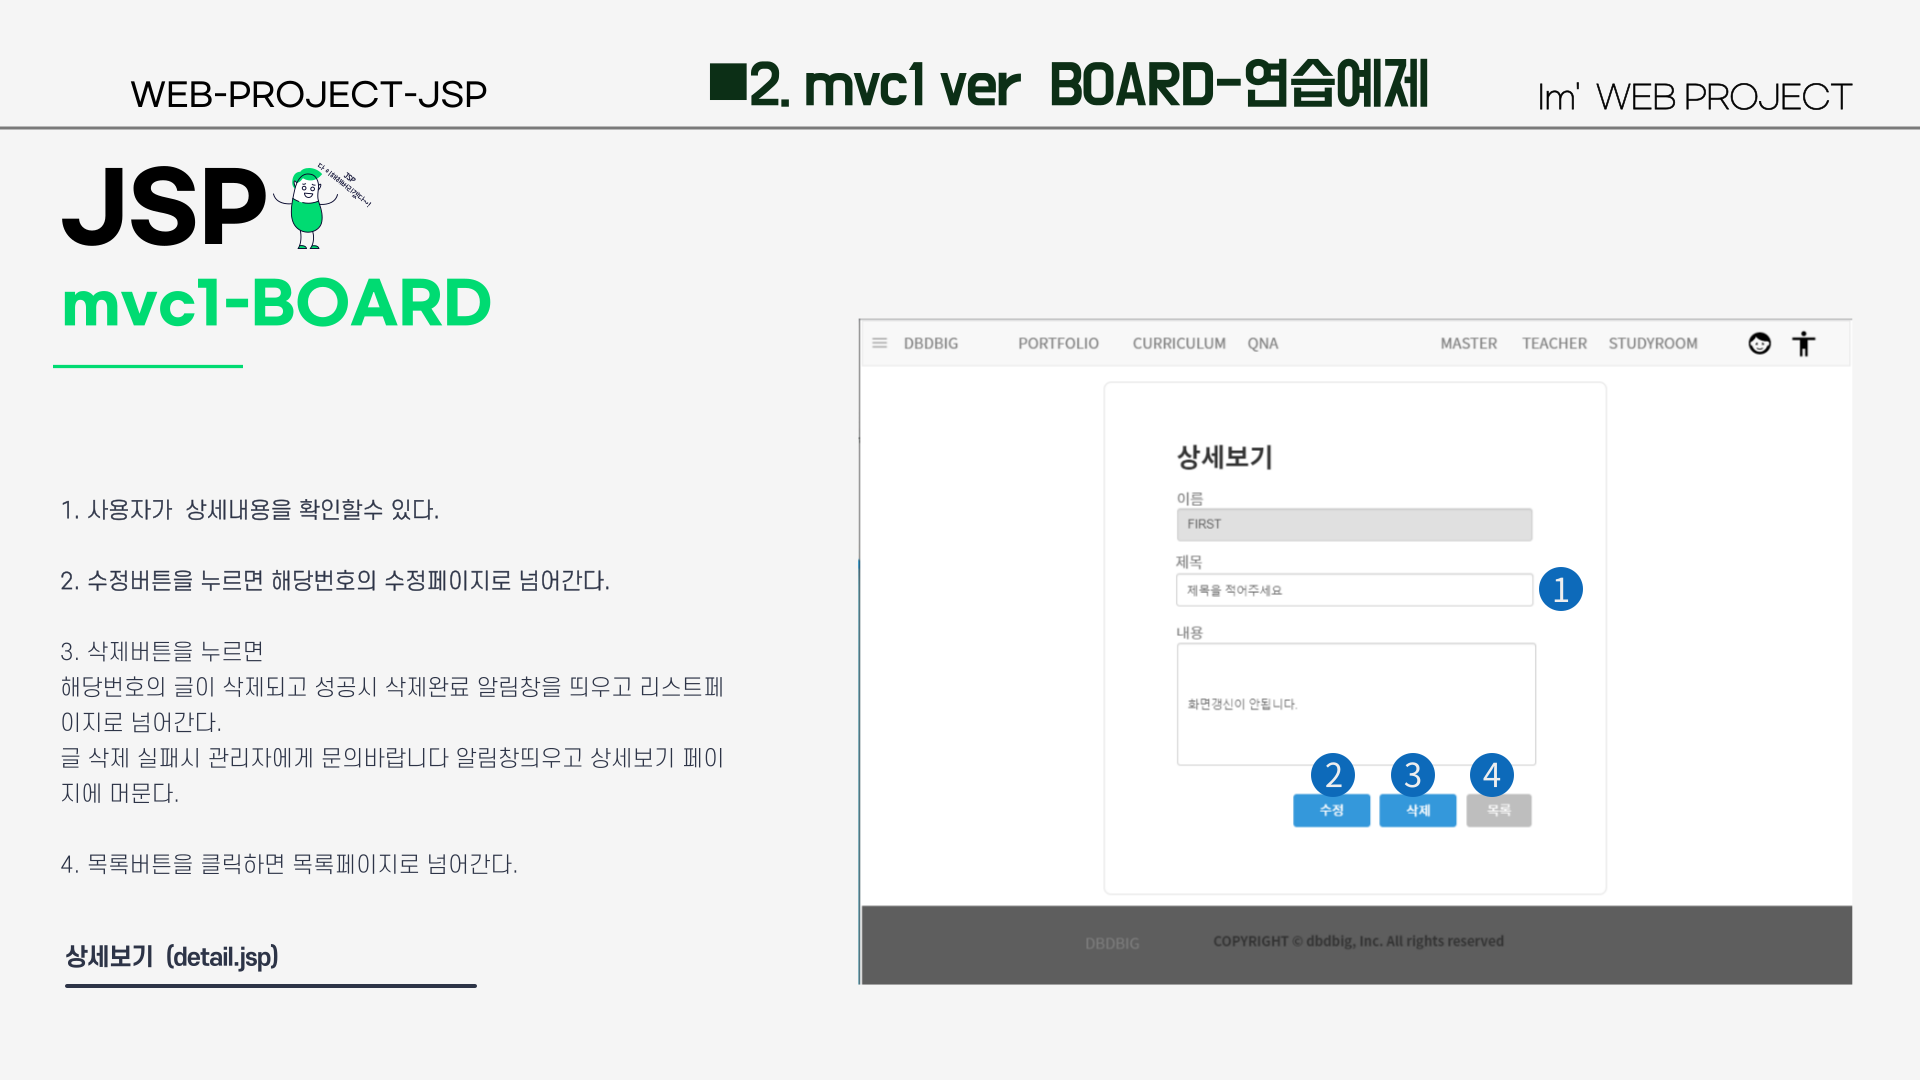 WEB-PROJECT-JSP
■2. mvc1 ver BOARD-연습예제
Im' WEB PROJECT
JSP
JSP
mvc1-BOARD
1. 사용자가 상세내용을 확인할수 있다.
2. 수정버튼을 누르면 해당번호의 수정페이지로 넘어간다.
3. 삭제버튼을 누르면
해당번호의 글이 삭제되고 성공시 삭제완료 알림창을 띄우고 리스트페
이지로 넘어간다.
글 삭제 실패시 관리자에게 문의바랍니다 알림창띄우고 상세보기 페이
지에 머문다.
4. 목록버튼을 클릭하면 목록페이지로 넘어간다.
상세보기 (detail.jsp)
DBDBIG PORTFOLIO CURRICULUM QNA MASTER TEACHER STUDYROOM
상세보기
이름
FIRST
제목
제목을 적어주세요
1
내용
화면갱신이 안됩니다.
2 3 4
수정 삭제 목록
DBDBIG COPYRIGHT © dbdbig, Inc. All rights reserved